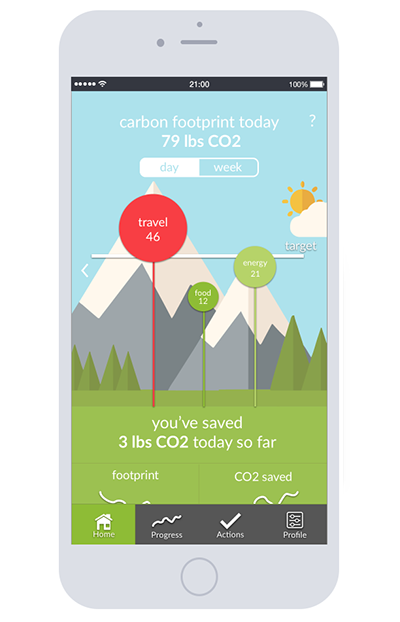 21:00
100%
carbon footprint today
?
79 lbs CO2
day
week
travel
46
target
energy
21
food
12
you've saved
3 lbs CO2 today so far
footprint
CO2 saved
Home
Progress
Actions
Profile